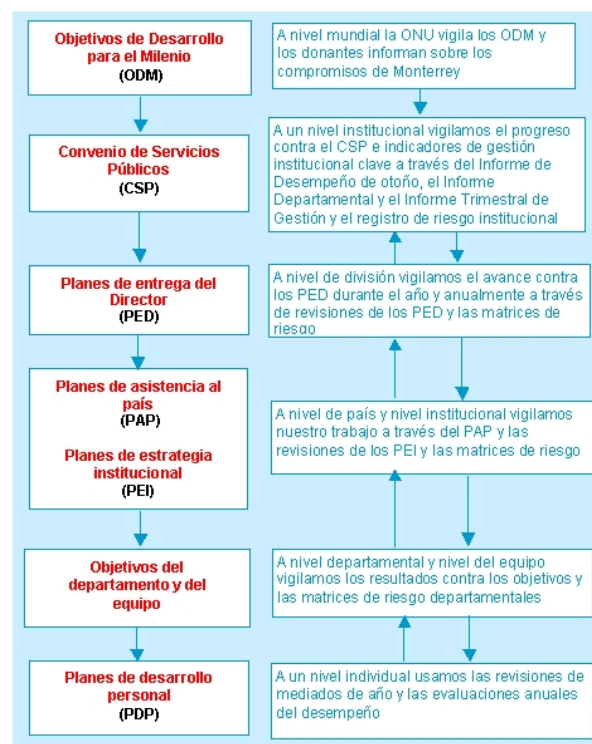 Objetivos de Desarrollo
para el Milenio
(ODM)
A nivel mundial la ONU vigila los ODM y
los donantes informan sobre los
compromisos de Monterrey
Convenio de Servicios
Públicos
(CSP)
A un nivel institucional vigilamos el progreso
contra el CSP e indicadores de gestión
institucional clave a través del Informe de
Desempeño de otoño, el Informe
Departamental y el Informe Trimestral de
Gestión y el registro de riesgo institucional
Planes de entrega del
Director
(PED)
A nivel de división vigilamos el avance contra
los PED durante el año y anualmente a través
de revisiones de los PED y las matrices de
riesgo
Planes de asistencia al
país
(PAP)
Planes de estrategia
institucional
(PEI)
A nivel de país y nivel institucional vigilamos
nuestro trabajo a través del PAP y las
revisiones de los PEI y las matrices de riesgo
Objetivos del
departamento y del
equipo
A nivel departamental y nivel del equipo
vigilamos los resultados contra los objetivos y
las matrices de riesgo departamentales
Planes de desarrollo
personal
(PDP)
A un nivel individual usamos las revisiones de
mediados de año y las evaluaciones anuales
del desempeño